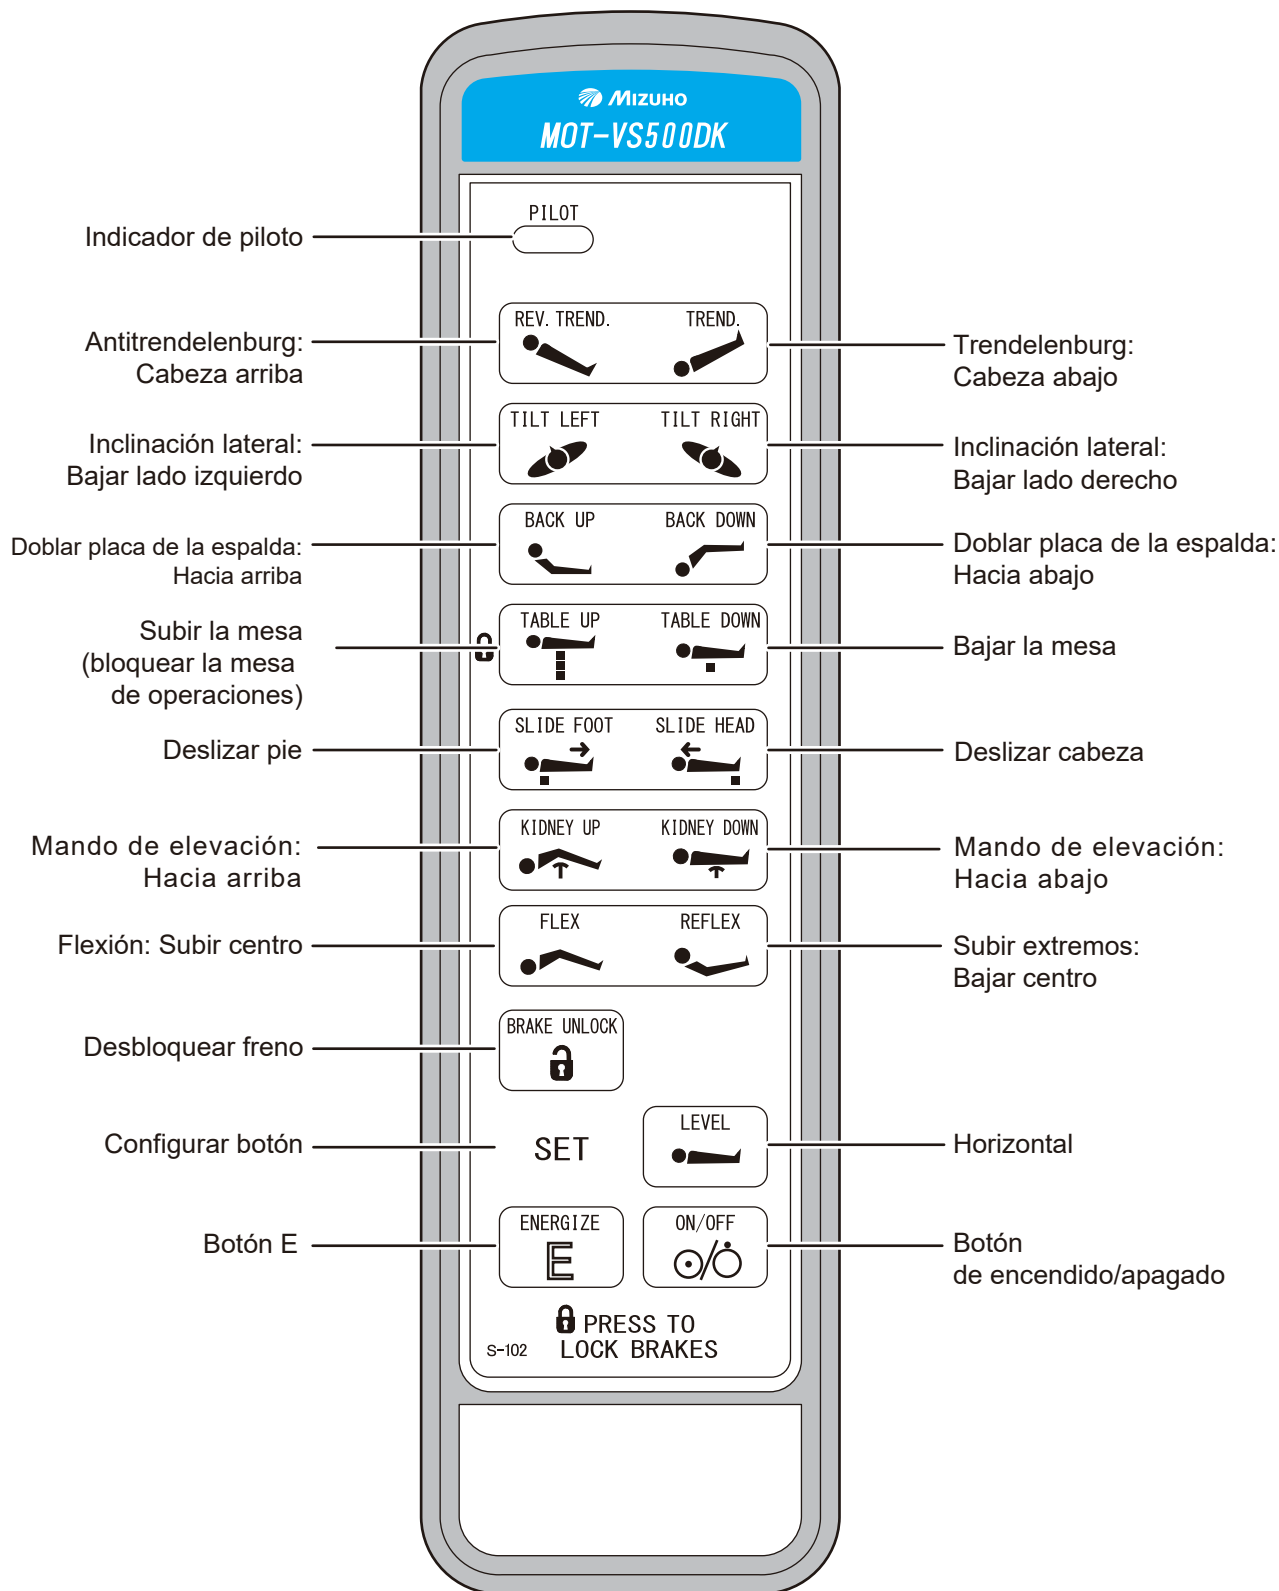 MIZUHO
MOT-VS500DK
PILOT
Indicador de piloto
REV. TREND.
TREND.
Antitrendelenburg:
Cabeza arriba
Trendelenburg:
Cabeza abajo
TILT LEFT
TILT RIGHT
Inclinación lateral:
Bajar lado izquierdo
Inclinación lateral:
Bajar lado derecho
BACK UP
BACK DOWN
Doblar placa de la espalda:
Hacia arriba
Doblar placa de la espalda:
Hacia abajo
TABLE UP
TABLE DOWN
Subir la mesa
(bloquear la mesa
de operaciones)
Bajar la mesa
SLIDE FOOT
SLIDE HEAD
Deslizar pie
Deslizar cabeza
KIDNEY UP
KIDNEY DOWN
Mando de elevación:
Hacia arriba
Mando de elevación:
Hacia abajo
FLEX
REFLEX
Flexión: Subir centro
Subir extremos:
Bajar centro
BRAKE UNLOCK
Desbloquear freno
LEVEL
Configurar botón
SET
Horizontal
ENERGIZE
E
ON/OFF
Botón E
Botón
de encendido/apagado
PRESS TO
LOCK BRAKES
S-102